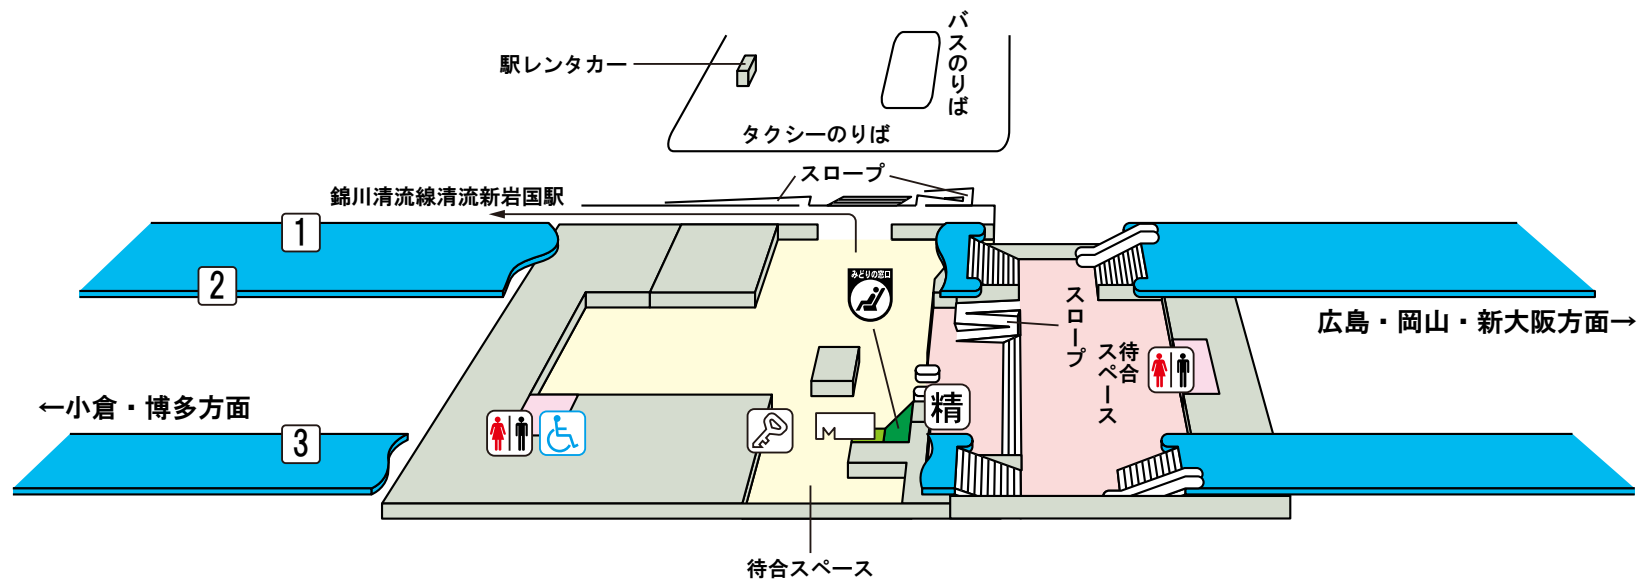 バスのりば
駅レンタカー
タクシーのりば
スロープ
錦川清流線清流新岩国駅
1
2
みどりの窓口
スロープ
広島・岡山・新大阪方面→
待合
スペース
←小倉・博多方面
精
3
M
待合スペース